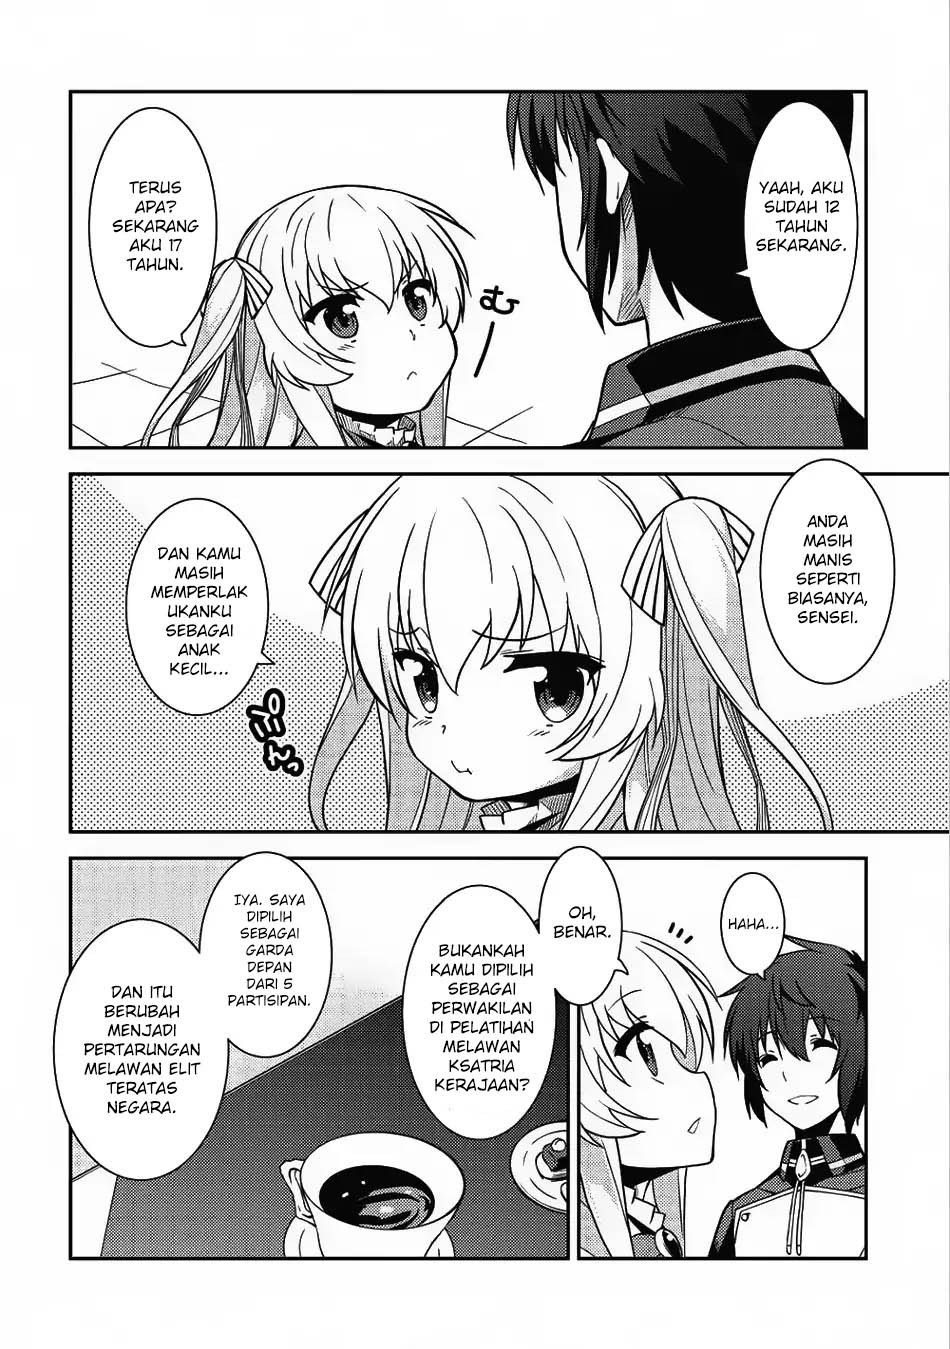 YAAH, AKU
SUDAH 12
TAHUN
SEKARANG.
む
TERUS
APA?
SEKARANG
AKU 17
TAHUN.
ANDA
MASIH
MANIS
SEPERTI
BIASANYA,
SENSEI.
DAN KAMU
MASIH
MEMPERLAK
UKANKU
SEBAGAI
ANAK
KECIL...
HAHA...
OH,
BENAR.
BUKANKAH
KAMU DIPILIH
SEBAGAI
PERWAKILAN
DI PELATIHAN
MELAWAN
KSATRIA
KERAJAAN?
IYA. SAYA
DIPILIH
SEBAGAI
GARDA
DEPAN
DARI 5
PARTISIPAN.
DAN ITU
BERUBAH
MENJADI
PERTARUNGAN
MELAWAN ELIT
TERATAS
NEGARA.